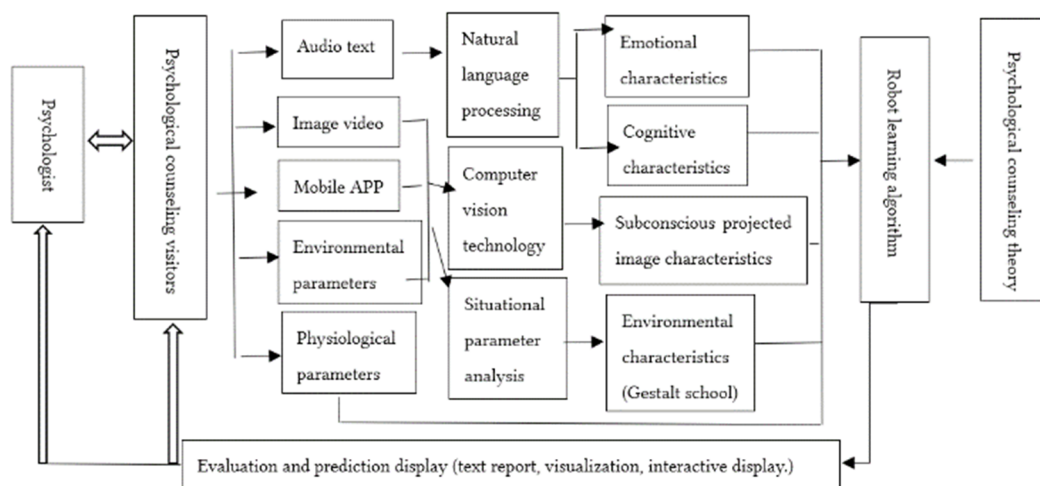 Psychologist
Psychological counseling visitors
Audio text
Image video
Mobile APP
Environmental
parameters
Physiological
parameters
Natural
language
processing
Computer
vision
technology
Situational
parameter
analysis
Emotional
characteristics
Cognitive
characteristics
Subconscious projected
image characteristics
Environmental
characteristics
(Gestalt school)
Robot learning algorithm
Psychological counseling theory
Evaluation and prediction display (text report, visualization, interactive display.)